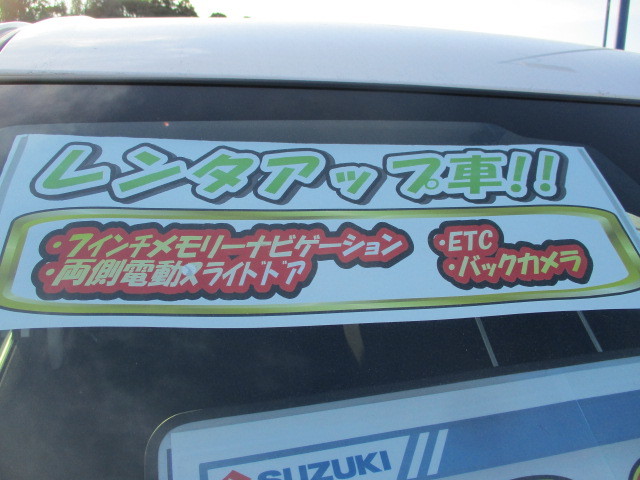 レンタアップ車!!
・7インチメモリーナビゲーション
・両側電動スライドドア
・ETC
・バックカメラ
SUZUKI